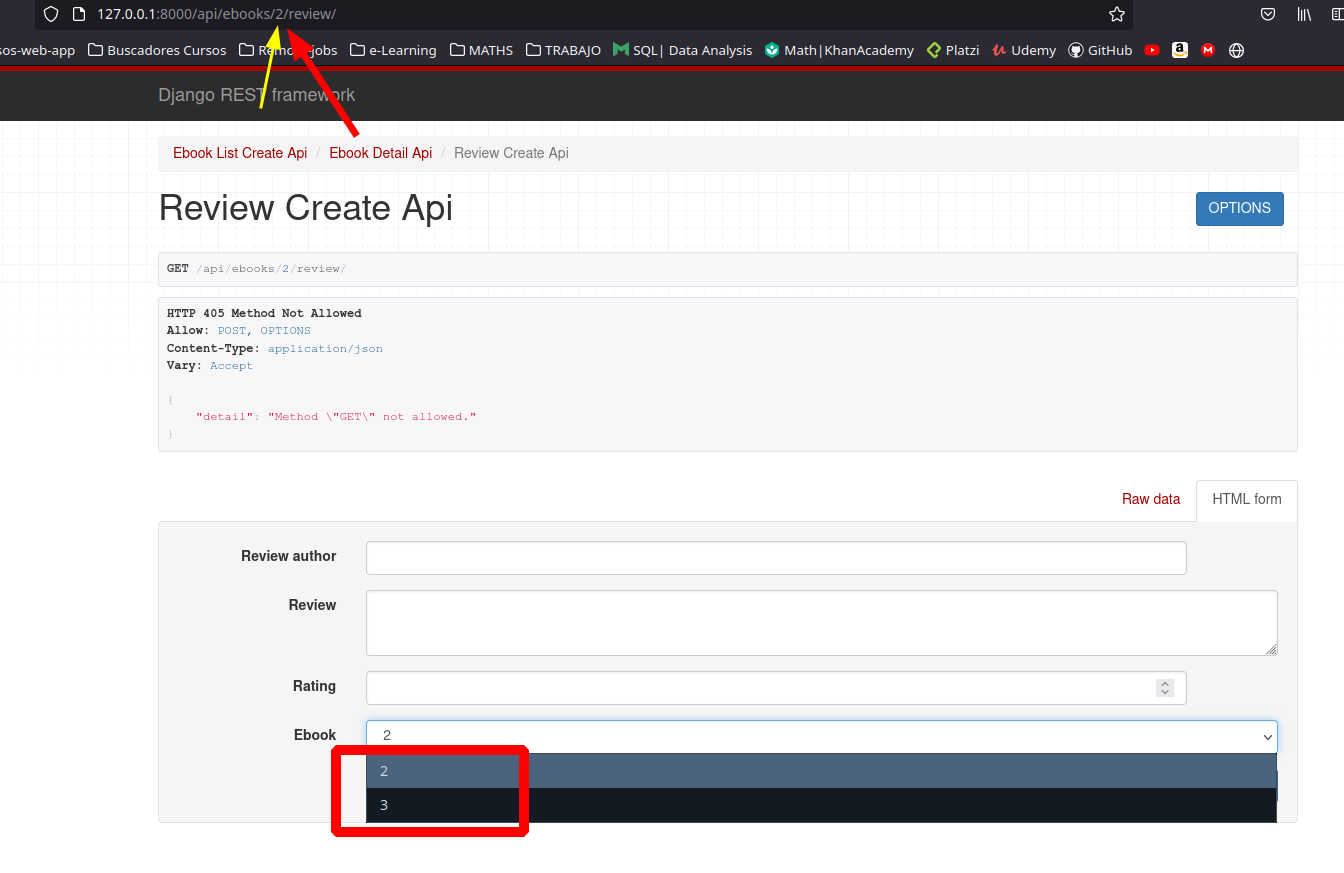 127.0.0.1:8000/api/ebooks/2/review/
sos-web-app Buscadores Cursos Remote jobs e-Learning MATHS TRABAJO SQL| Data Analysis Math|KhanAcademy Platzi Udemy GitHub
Django REST framework
Ebook List Create Api / Ebook Detail Api / Review Create Api
Review Create Api
OPTIONS
GET /api/ebooks/2/review/
HTTP 405 Method Not Allowed
Allow: POST, OPTIONS
Content-Type: application/json
Vary: Accept
{
"detail": "Method \"GET\" not allowed."
}
Raw data HTML form
Review author
Review
Rating
Ebook 2
2
3